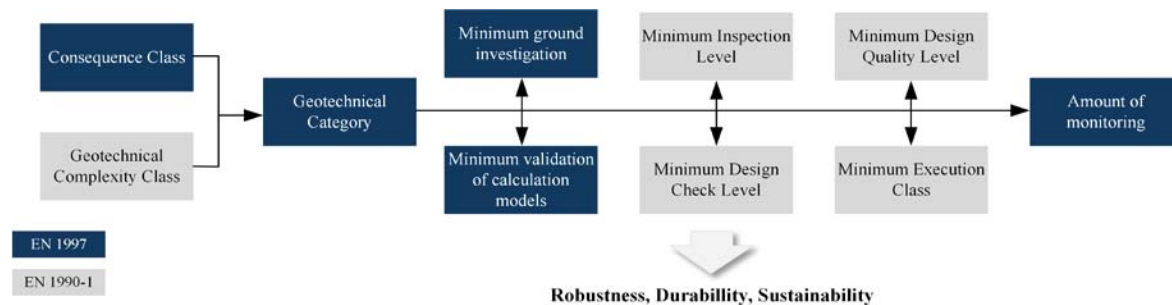 Consequence Class
Geotechnical
Complexity Class
Geotechnical
Category
Minimum ground
investigation
Minimum validation
of calculation
models
Minimum Inspection
Level
Minimum Design
Check Level
Minimum Design
Quality Level
Minimum Execution
Class
Amount of
monitoring
EN 1997
EN 1990-1
Robustness, Durabillity, Sustainability